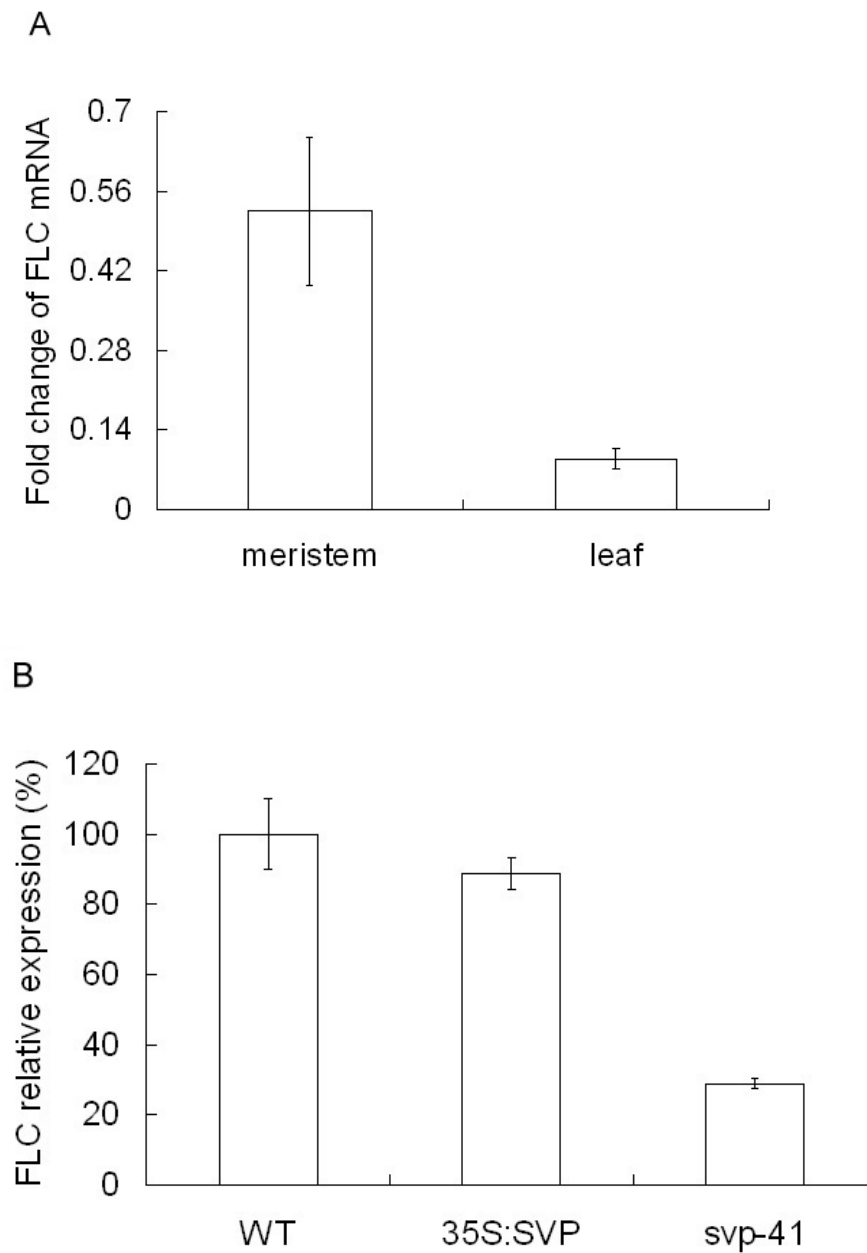 A
Fold change of FLC mRNA
0.7
0.56
0.42
0.28
0.14
0
meristem leaf
B
FLC relative expression (%)
120
100
80
60
40
20
0
WT 35S:SVP svp-41